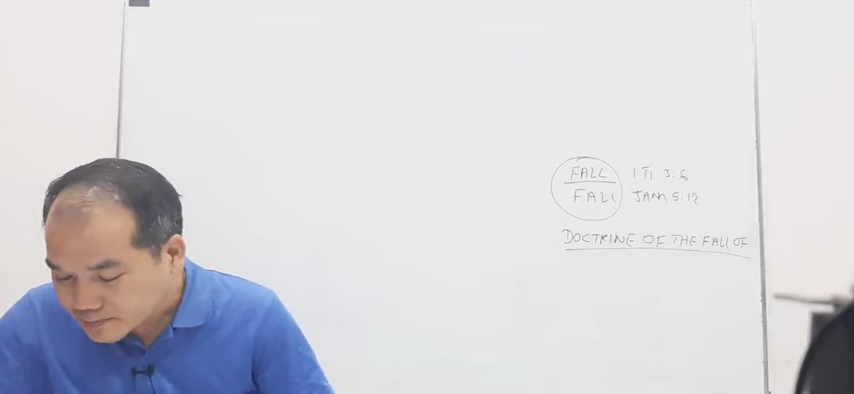 FALL 1 Ti 3:6
FALL JAM 5:12
DOCTRINE OF THE FALL OF